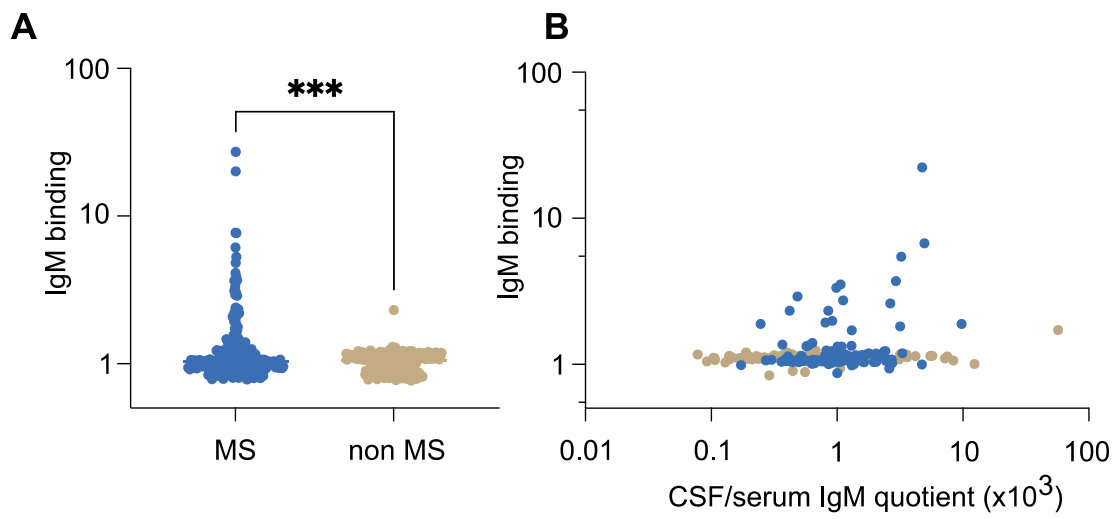 A
IgM binding
100
10
1
***
MS
non MS
B
IgM binding
100
10
1
0.01
0.1
1
10
100
CSF/serum IgM quotient (x10³)